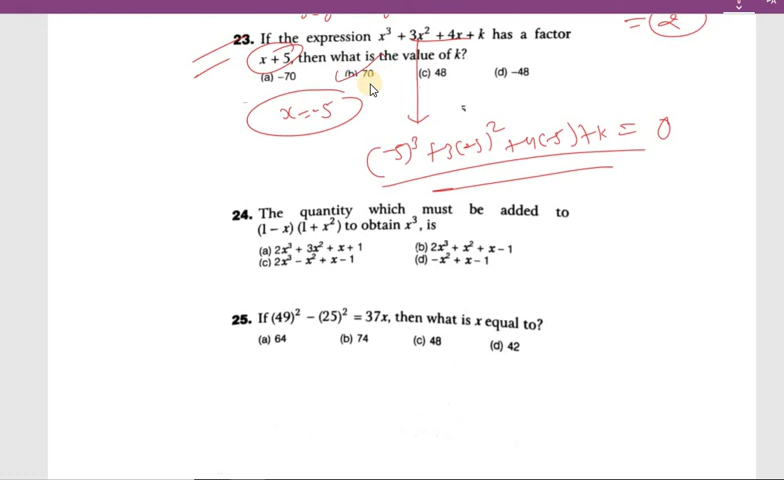 = 2
23. If the expression x³ + 3x² + 4x + k has a factor
x + 5, then what is the value of k?
(a) –70 (b) 70 (c) 48 (d) –48
x = -5
(-5)³ + 3(-5)² + 4(-5) + k = 0
24. The quantity which must be added to
(1 – x) (1 + x²) to obtain x³, is
(a) 2x³ + 3x² + x + 1 (b) 2x³ + x² + x – 1
(c) 2x³ – x² + x – 1 (d) –x² + x – 1
25. If (49)² – (25)² = 37x, then what is x equal to?
(a) 64 (b) 74 (c) 48 (d) 42